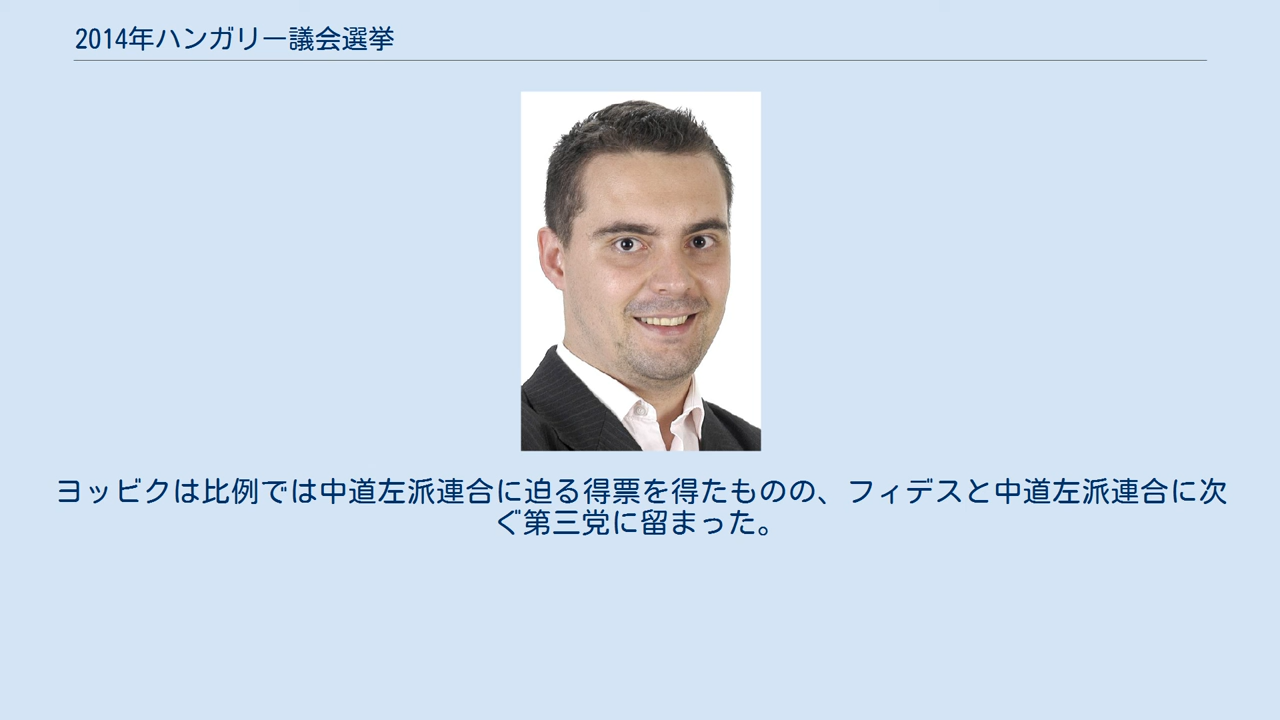 2014年ハンガリー議会選挙
ヨッビクは比例では中道左派連合に迫る得票を得たものの、フィデスと中道左派連合に次
ぐ第三党に留まった。